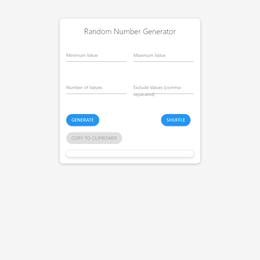 Random Number Generator
Minimum Value
Maximum Value
Number of Values
Exclude Values (comma
separated)
GENERATE
SHUFFLE
COPY TO CLIPBOARD